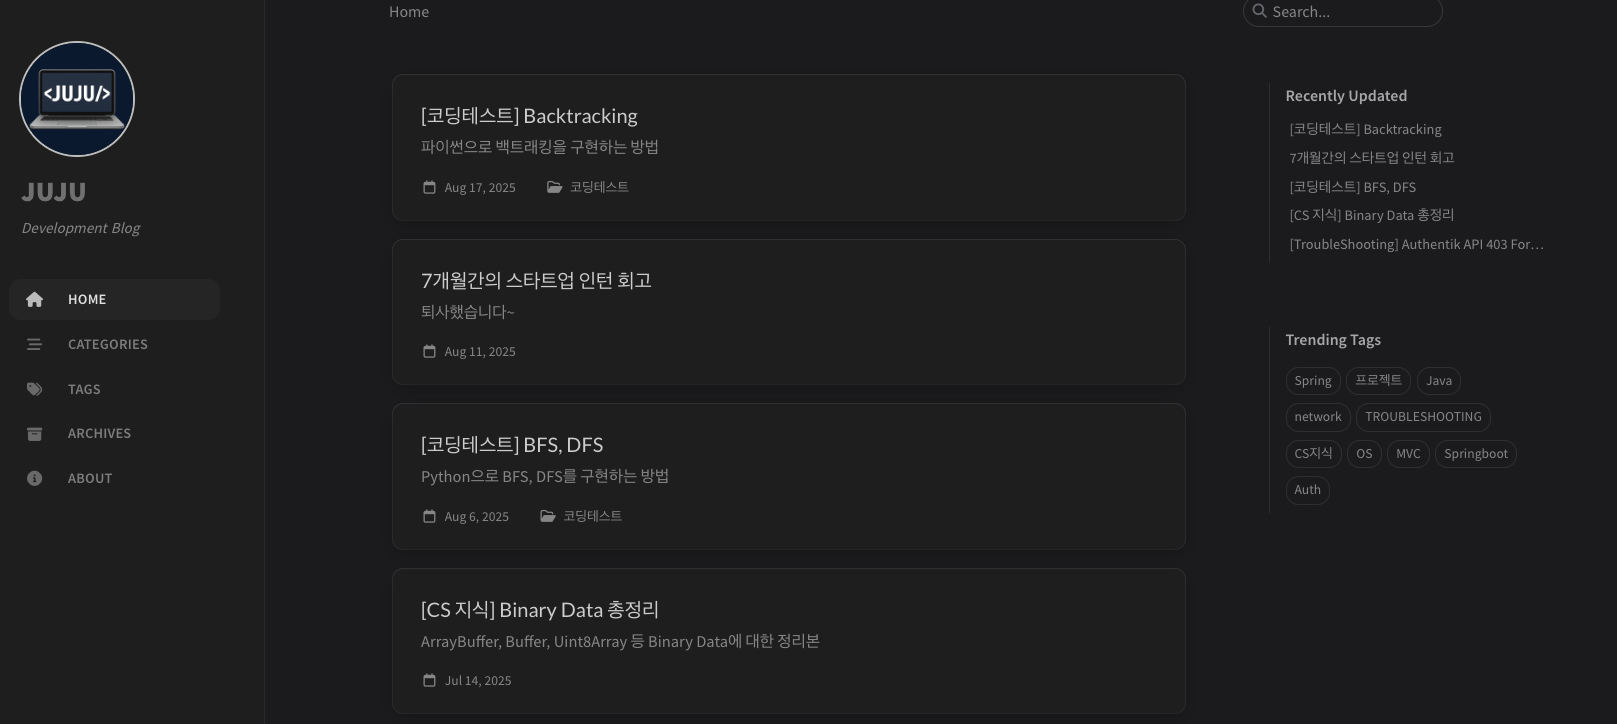 Home
Search...
<JUJU/>
JUJU
Development Blog
HOME
CATEGORIES
TAGS
ARCHIVES
ABOUT
[코딩테스트] Backtracking
파이썬으로 백트래킹을 구현하는 방법
Aug 17, 2025 코딩테스트
7개월간의 스타트업 인턴 회고
퇴사했습니다~
Aug 11, 2025
[코딩테스트] BFS, DFS
Python으로 BFS, DFS를 구현하는 방법
Aug 6, 2025 코딩테스트
[CS 지식] Binary Data 총정리
ArrayBuffer, Buffer, Uint8Array 등 Binary Data에 대한 정리본
Jul 14, 2025
Recently Updated
[코딩테스트] Backtracking
7개월간의 스타트업 인턴 회고
[코딩테스트] BFS, DFS
[CS 지식] Binary Data 총정리
[TroubleShooting] Authentik API 403 For...
Trending Tags
Spring 프로젝트 Java
network TROUBLESHOOTING
CS지식 OS MVC Springboot
Auth